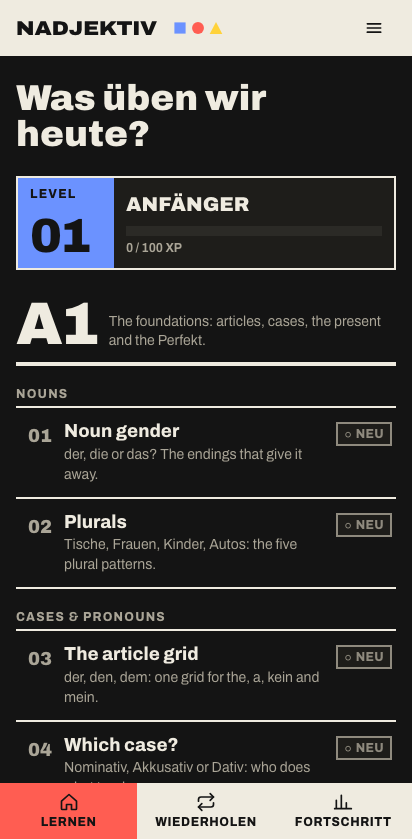 NADJEKTIV
Was üben wir
heute?
LEVEL
01
ANFÄNGER
0 / 100 XP
A1
The foundations: articles, cases, the present
and the Perfekt.
NOUNS
01
Noun gender
der, die or das? The endings that give it
away.
○ NEU
02
Plurals
Tische, Frauen, Kinder, Autos: the five
plural patterns.
○ NEU
CASES & PRONOUNS
03
The article grid
der, den, dem: one grid for the, a, kein and
mein.
○ NEU
04
Which case?
Nominativ, Akkusativ or Dativ: who does
○ NEU
LERNEN
WIEDERHOLEN
FORTSCHRITT